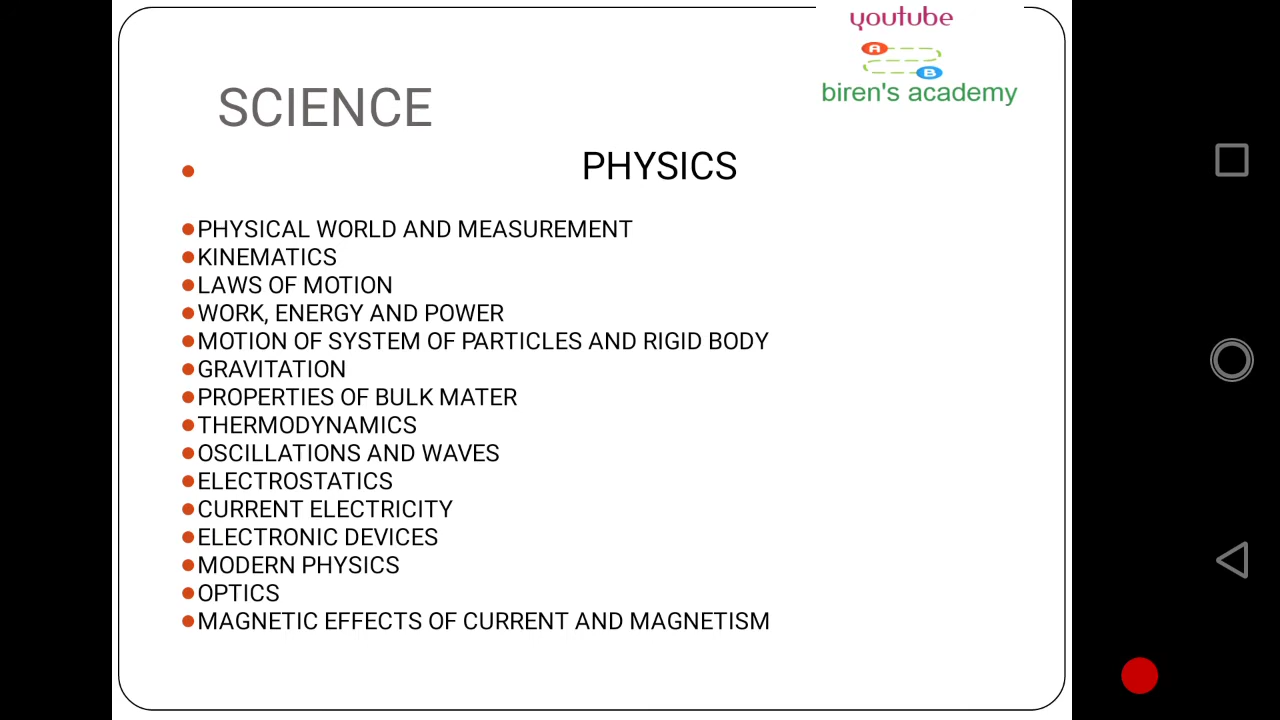 youtube
A
B
biren's academy
SCIENCE
PHYSICS
PHYSICAL WORLD AND MEASUREMENT
KINEMATICS
LAWS OF MOTION
WORK, ENERGY AND POWER
MOTION OF SYSTEM OF PARTICLES AND RIGID BODY
GRAVITATION
PROPERTIES OF BULK MATER
THERMODYNAMICS
OSCILLATIONS AND WAVES
ELECTROSTATICS
CURRENT ELECTRICITY
ELECTRONIC DEVICES
MODERN PHYSICS
OPTICS
MAGNETIC EFFECTS OF CURRENT AND MAGNETISM